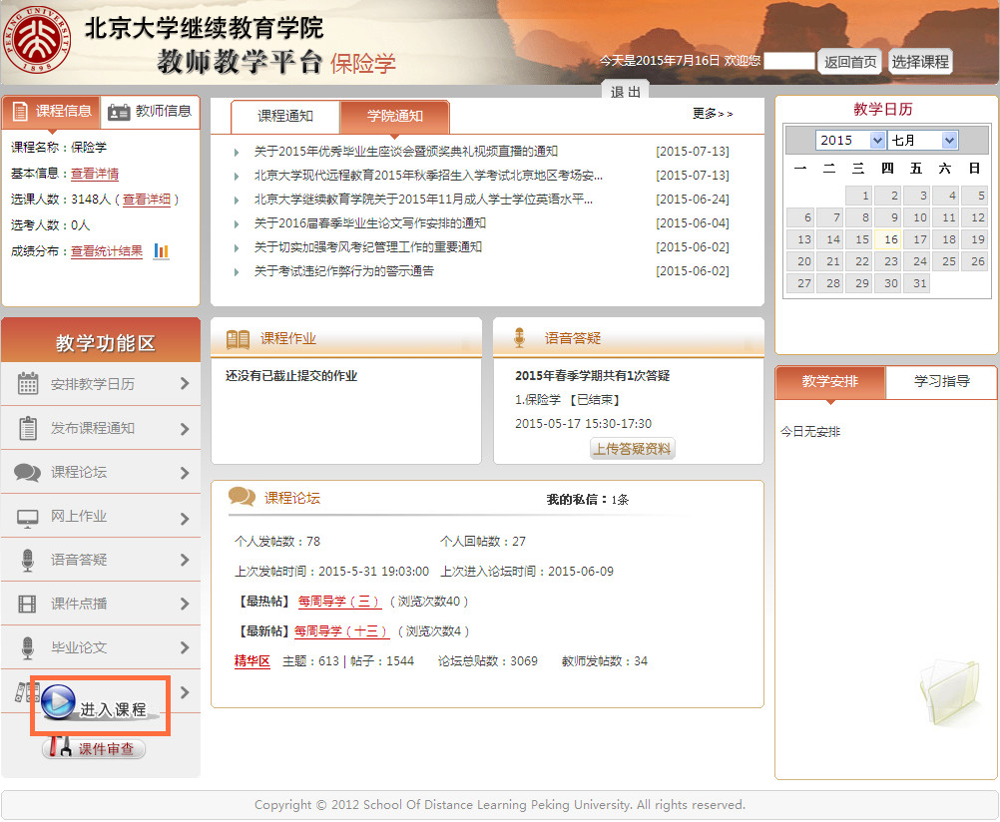 PEKING UNIVERSITY
1898
北京大学继续教育学院
教师教学平台 保险学
今天是2015年7月16日 欢迎您
返回首页
选择课程
退 出
课程信息
教师信息
课程名称：保险学
基本信息：查看详情
选课人数：3148人（查看详细）
选考人数：0人
成绩分布：查看统计结果
课程通知
学院通知
更多>>
关于2015年优秀毕业生座谈会暨颁奖典礼视频直播的通知 [2015-07-13]
北京大学现代远程教育2015年秋季招生入学考试北京地区考场安... [2015-07-13]
北京大学继续教育学院关于2015年11月成人学士学位英语水平... [2015-06-24]
关于2016届春季毕业生论文写作安排的通知 [2015-06-04]
关于切实加强考风考纪管理工作的重要通知 [2015-06-02]
关于考试违纪作弊行为的警示通告 [2015-06-02]
教学日历
2015 七月
一 二 三 四 五 六 日
1 2 3 4 5
6 7 8 9 10 11 12
13 14 15 16 17 18 19
20 21 22 23 24 25 26
27 28 29 30 31
教学功能区
安排教学日历
发布课程通知
课程论坛
网上作业
语音答疑
课件点播
毕业论文
进入课程
课件审查
课程作业
还没有已截止提交的作业
语音答疑
2015年春季学期共有1次答疑
1.保险学 【已结束】
2015-05-17 15:30-17:30
上传答疑资料
课程论坛
我的私信：1条
个人发帖数：78 个人回帖数：27
上次发帖时间：2015-5-31 19:03:00 上次进入论坛时间：2015-06-09
【最热帖】 每周导学（三）（浏览次数40）
【最新帖】每周导学（十三）（浏览次数4）
精华区 主题：613 | 帖子：1544 论坛总贴数：3069 教师发帖数：34
教学安排
学习指导
今日无安排
Copyright © 2012 School Of Distance Learning Peking University. All rights reserved.